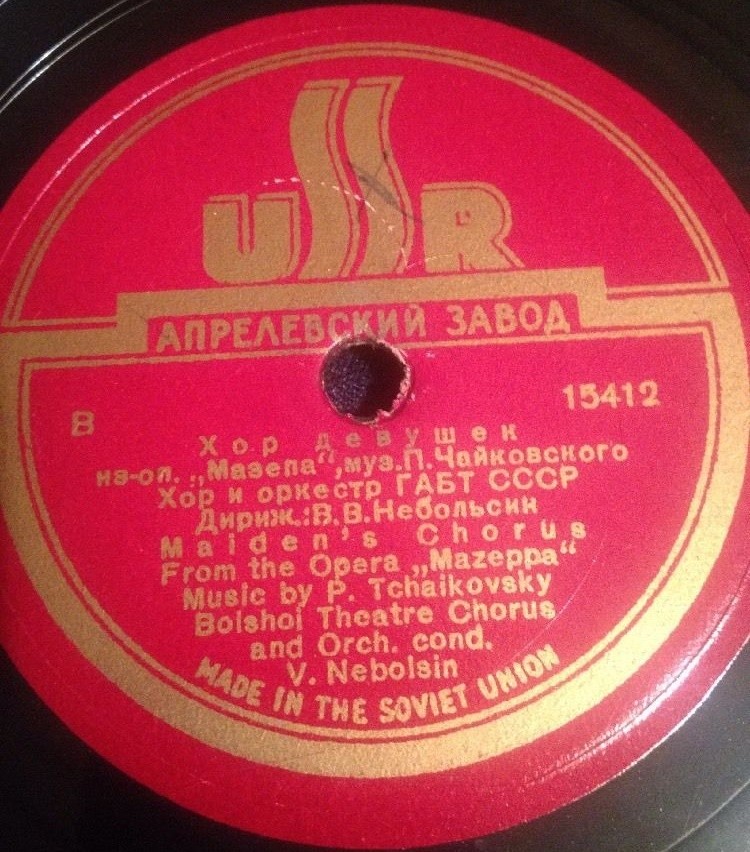 USSR
АПРЕЛЕВСКИЙ ЗАВОД
В 15412
Хор девушек
из-оп. „Мазепа“, муз. П. Чайковского
Хор и оркестр ГАБТ СССР
Дириж.: В. В. Небольсин
Maiden's Chorus
From the Opera „Mazeppa“
Music by P. Tchaikovsky
Bolshoi Theatre Chorus
and Orch. cond.
V. Nebolsin
MADE IN THE SOVIET UNION